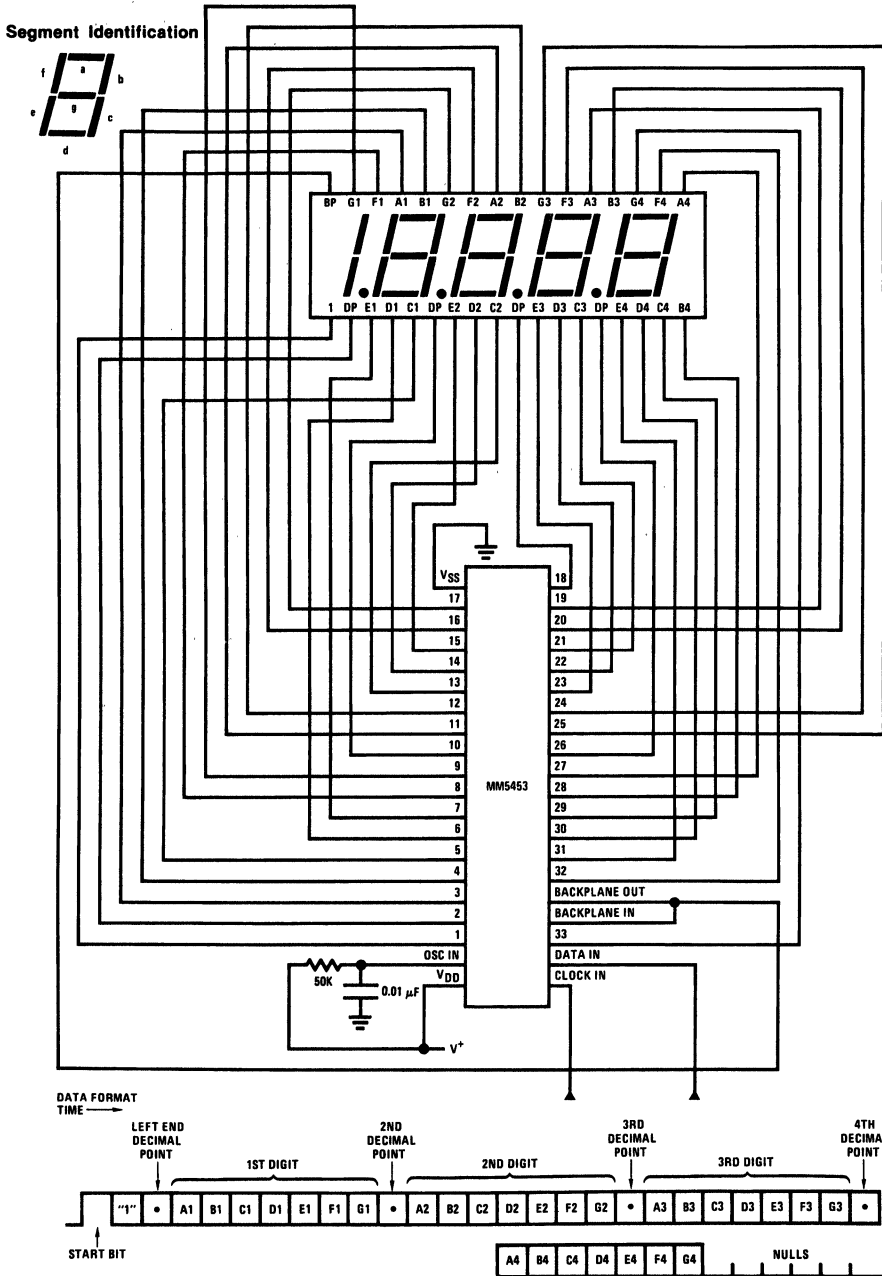 Segment Identification
a
f
b
g
e
c
d
BP G1 F1 A1 B1 G2 F2 A2 B2 G3 F3 A3 B3 G4 F4 A4
1 DP E1 D1 C1 DP E2 D2 C2 DP E3 D3 C3 DP E4 D4 C4 B4
VSS 18
17 19
16 20
15 21
14 22
13 23
12 24
11 25
10 26
9 27
MM5453
8 28
7 29
6 30
5 31
4 32
3 BACKPLANE OUT
2 BACKPLANE IN
1 33
OSC IN DATA IN
VDD CLOCK IN
50K
0.01 μF
V+
DATA FORMAT
TIME
LEFT END DECIMAL POINT
1ST DIGIT
2ND DECIMAL POINT
2ND DIGIT
3RD DECIMAL POINT
3RD DIGIT
4TH DECIMA POINT
"1" • A1 B1 C1 D1 E1 F1 G1 • A2 B2 C2 D2 E2 F2 G2 • A3 B3 C3 D3 E3 F3 G3 •
START BIT
A4 B4 C4 D4 E4 F4 G4 NULLS